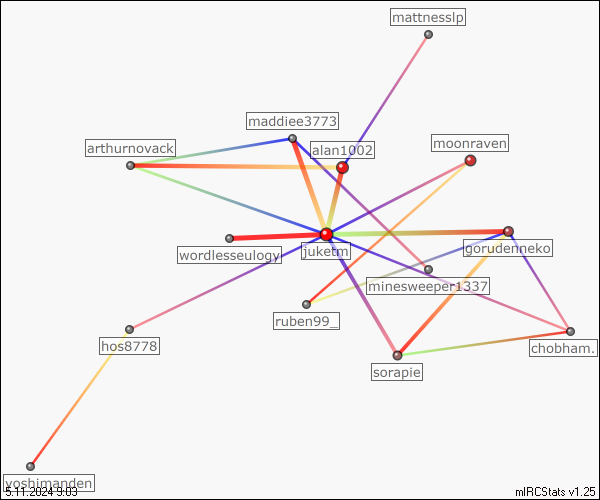 mattnesslp
maddiee3773
arthurnovack
alan1002
moonraven
wordlesseulogy
juketm
gorudenneko
minesweeper1337
ruben99_
hos8778
chobham.
sorapie
yoshimanden
5.11.2024 9:03
mIRCStats v1.25